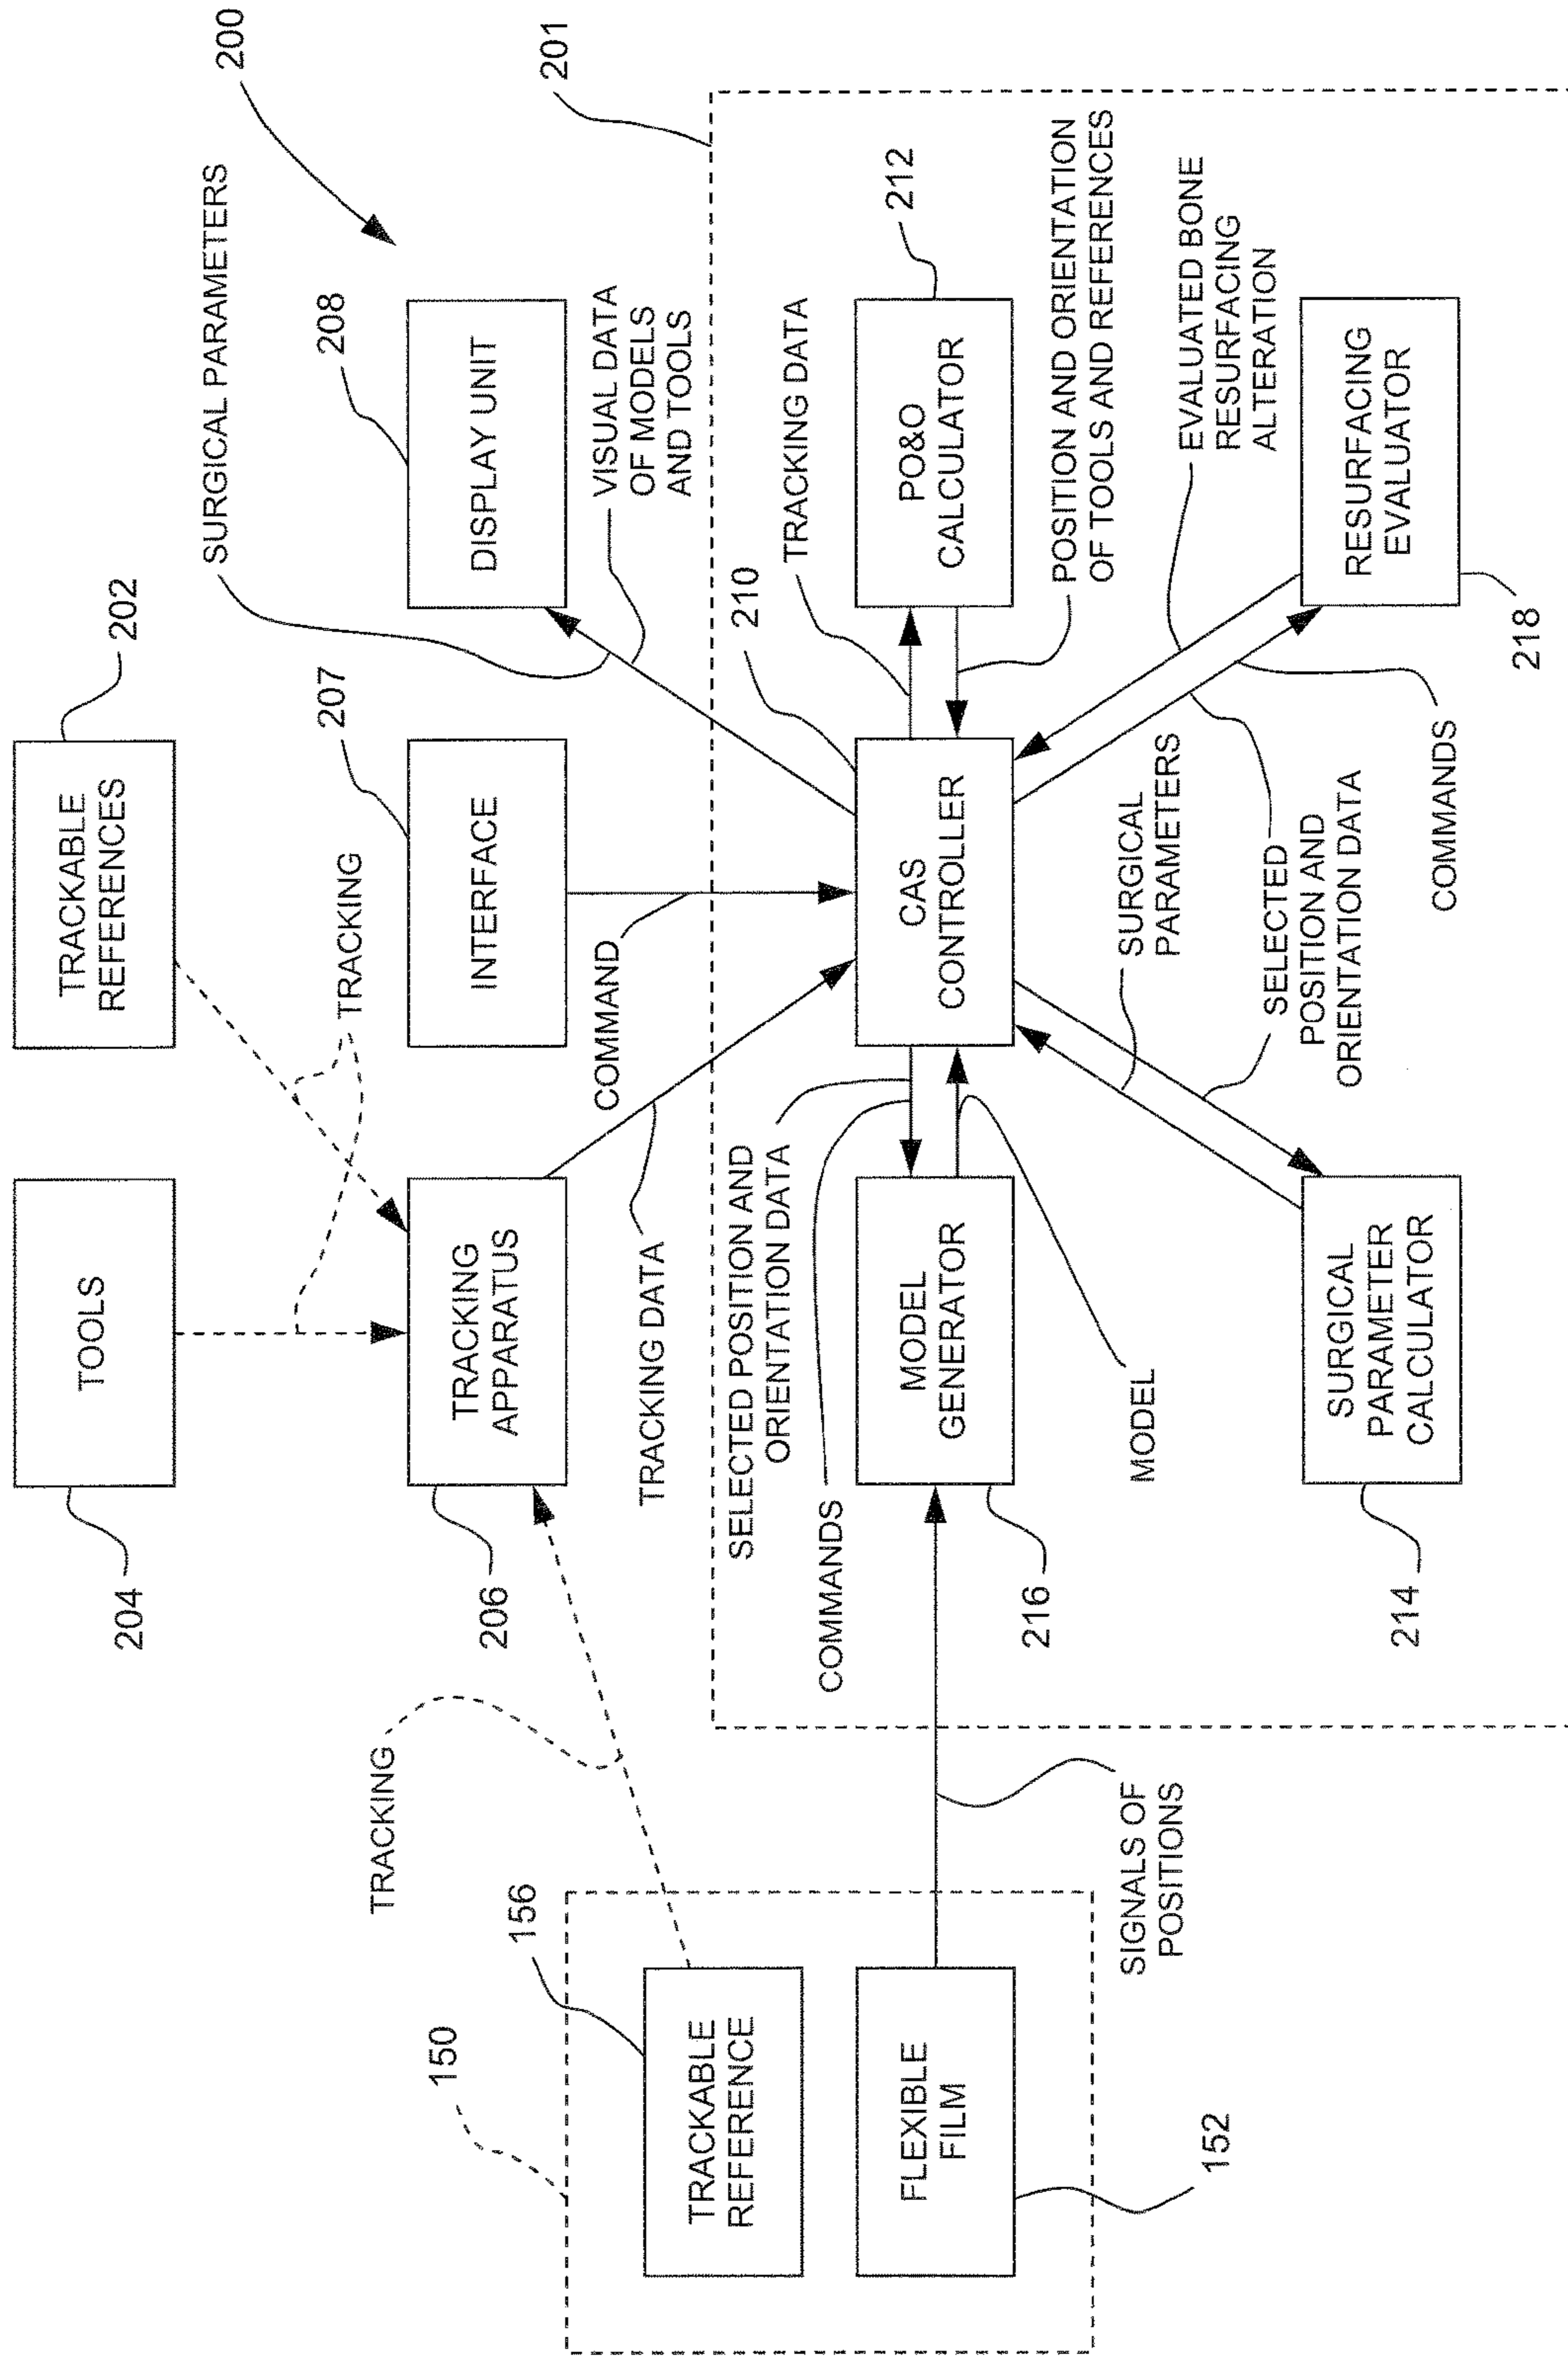 200
201
SURGICAL PARAMETERS
202
TRACKABLE
REFERENCES
TRACKING
TOOLS
204
208
DISPLAY UNIT
VISUAL DATA
OF MODELS
AND TOOLS
207
INTERFACE
COMMAND
TRACKING
APPARATUS
206
TRACKING DATA
TRACKING
150
156
TRACKABLE
REFERENCE
FLEXIBLE
FILM
152
SIGNALS OF
POSITIONS
210
TRACKING DATA
212
PO&O
CALCULATOR
POSITION AND ORIENTATION
OF TOOLS AND REFERENCES
CAS
CONTROLLER
SELECTED POSITION AND
ORIENTATION DATA
COMMANDS
MODEL
GENERATOR
216
MODEL
EVALUATED BONE
RESURFACING
ALTERATION
RESURFACING
EVALUATOR
218
COMMANDS
SURGICAL
PARAMETERS
SELECTED
POSITION AND
ORIENTATION DATA
SURGICAL
PARAMETER
CALCULATOR
214